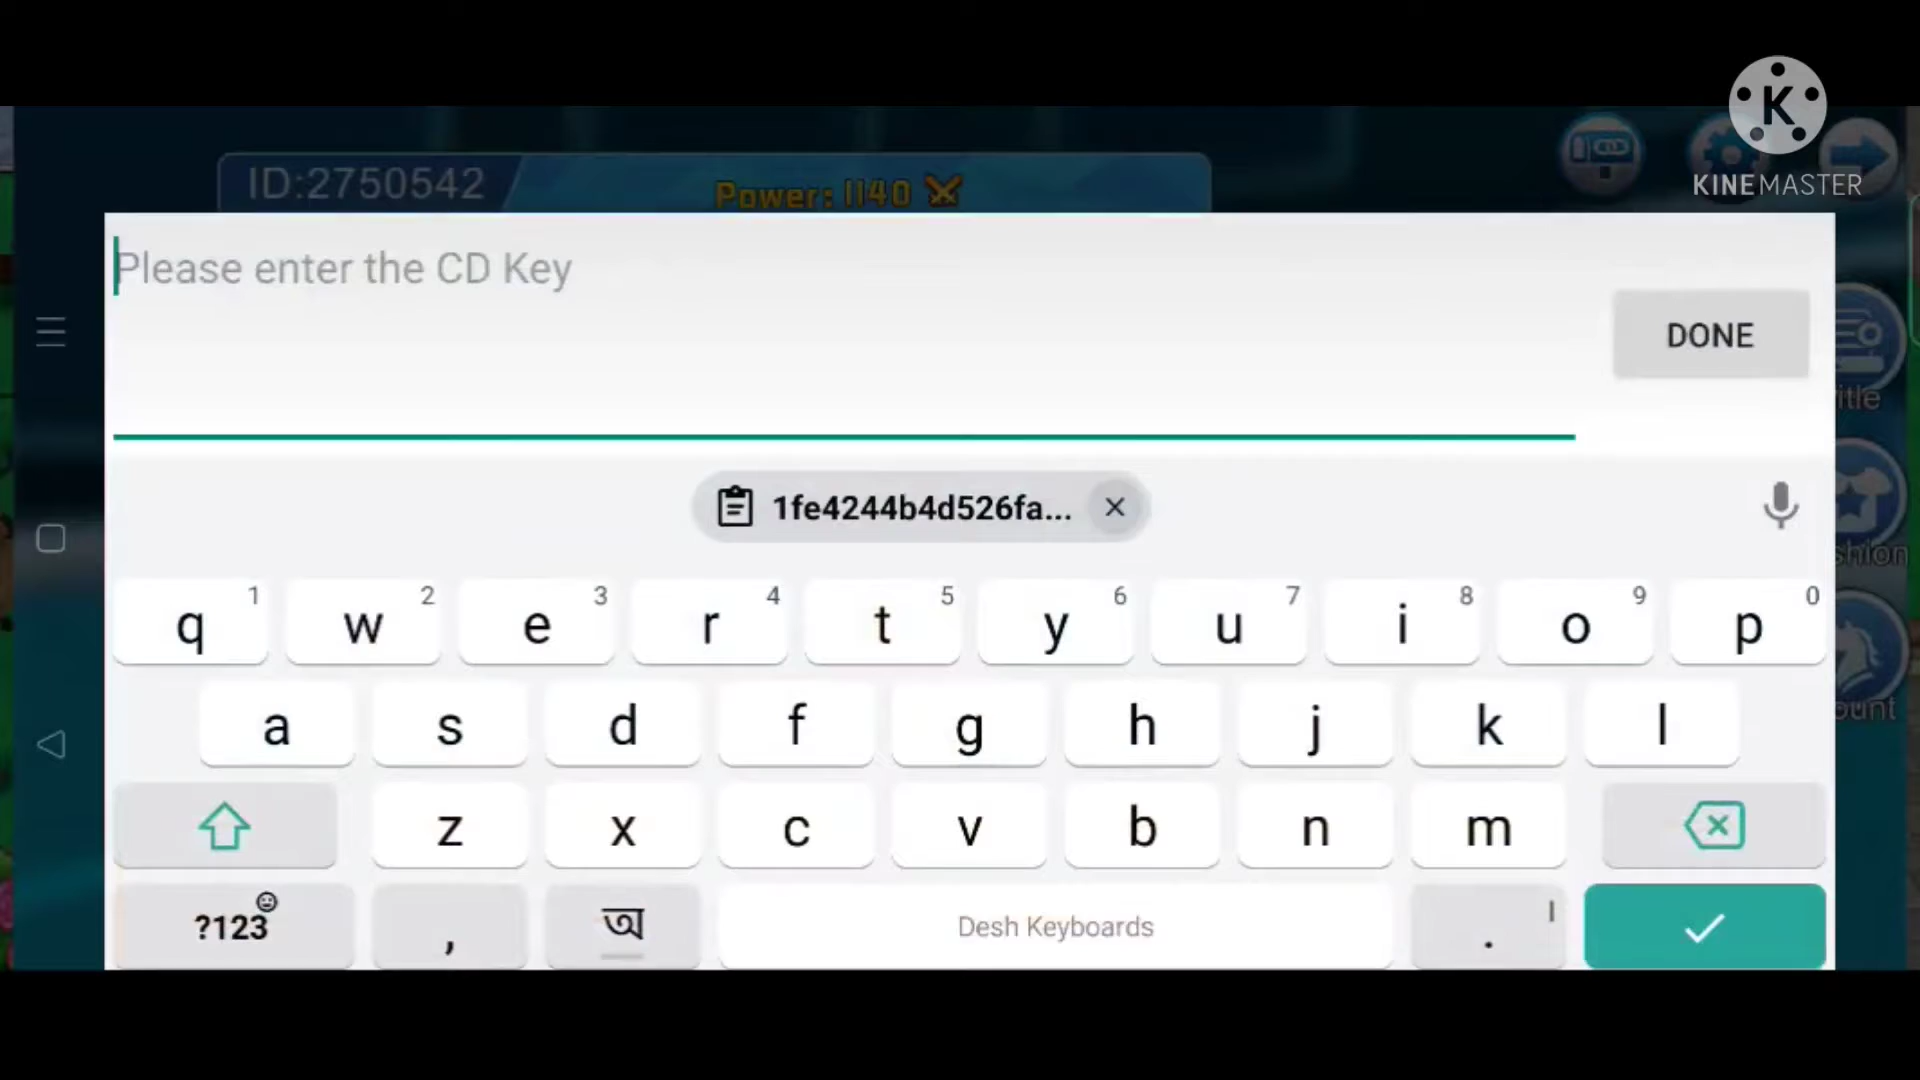 K
KINEMASTER
ID:2750542
Power: 1140
Please enter the CD Key
DONE
1fe4244b4d526fa...
q 1 w 2 e 3 r 4 t 5 y 6 u 7 i 8 o 9 p 0
a s d f g h j k l
z x c v b n m
?123 , অ Desh Keyboards .